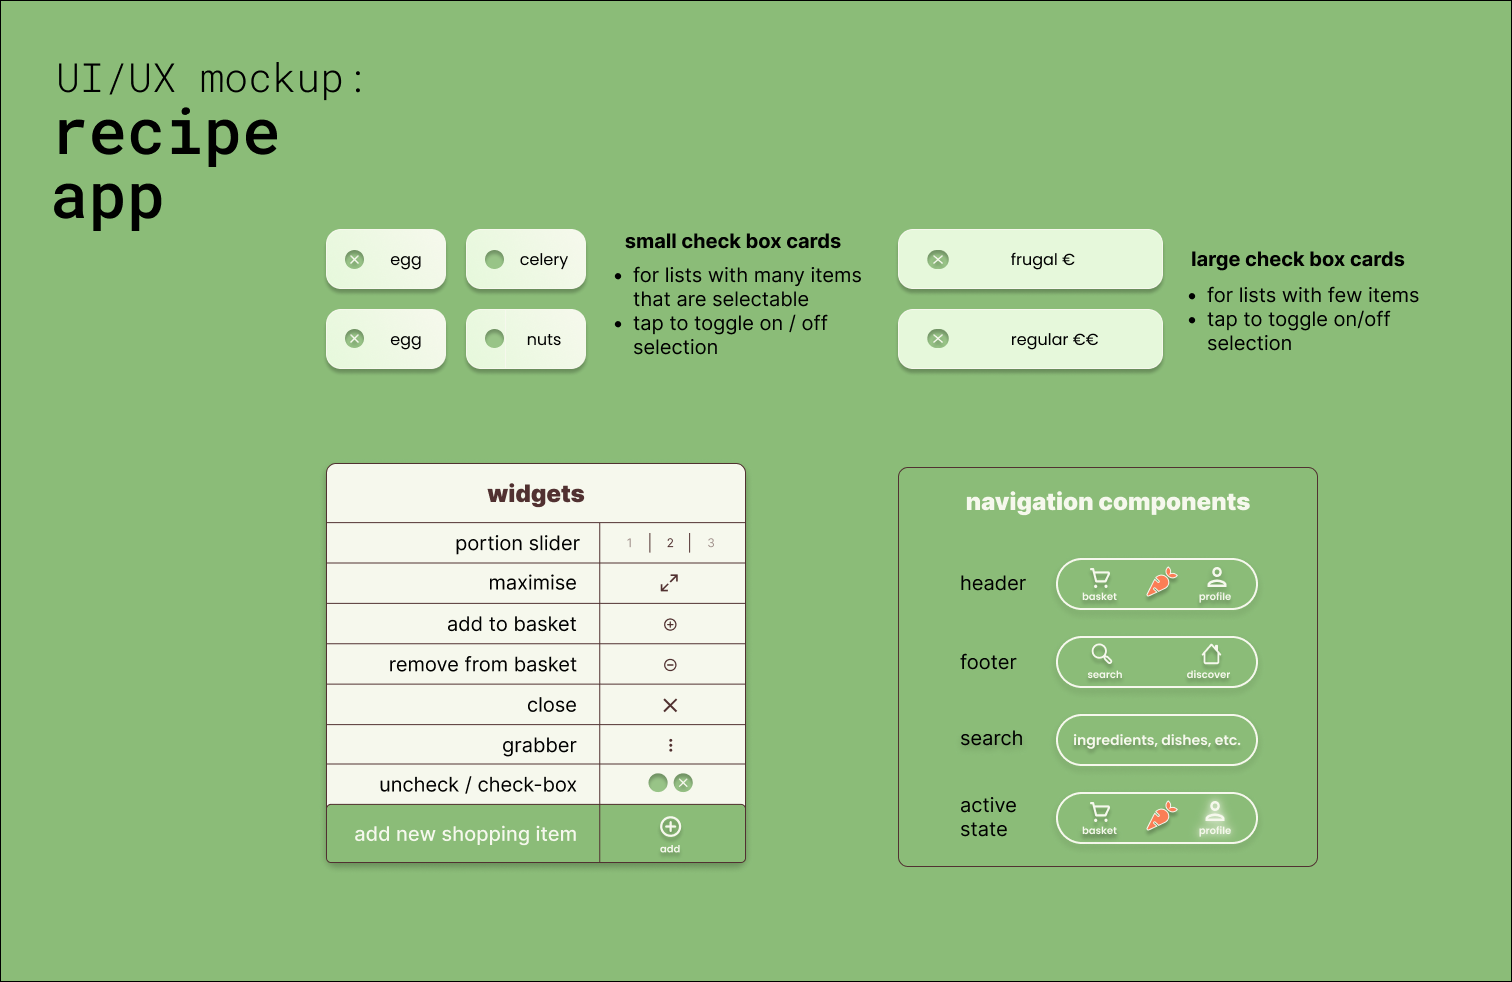 UI/UX mockup:
recipe
app
egg
celery
egg
nuts
small check box cards
• for lists with many items
that are selectable
• tap to toggle on / off
selection
frugal €
regular €€
large check box cards
• for lists with few items
• tap to toggle on/off
selection
widgets
portion slider 1 | 2 | 3
maximise
add to basket
remove from basket
close
grabber
uncheck / check-box
add new shopping item
add
navigation components
header
basket
profile
footer
search
discover
search
ingredients, dishes, etc.
active
state
basket
profile